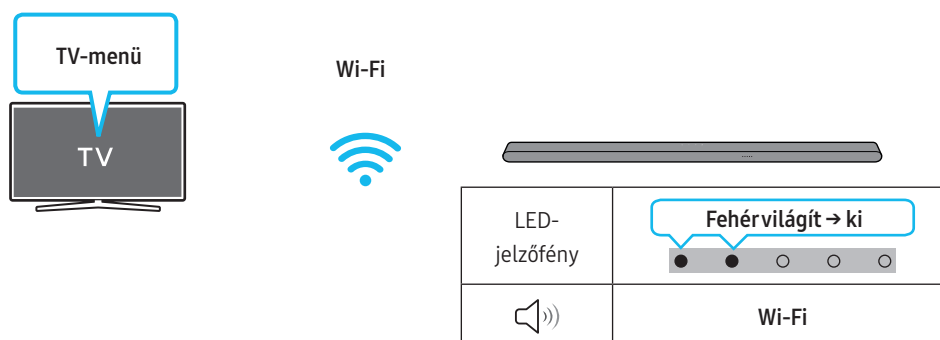 TV-menü
Wi-Fi
TV
LED-
jelzőfény
Fehér világít → ki
Wi-Fi